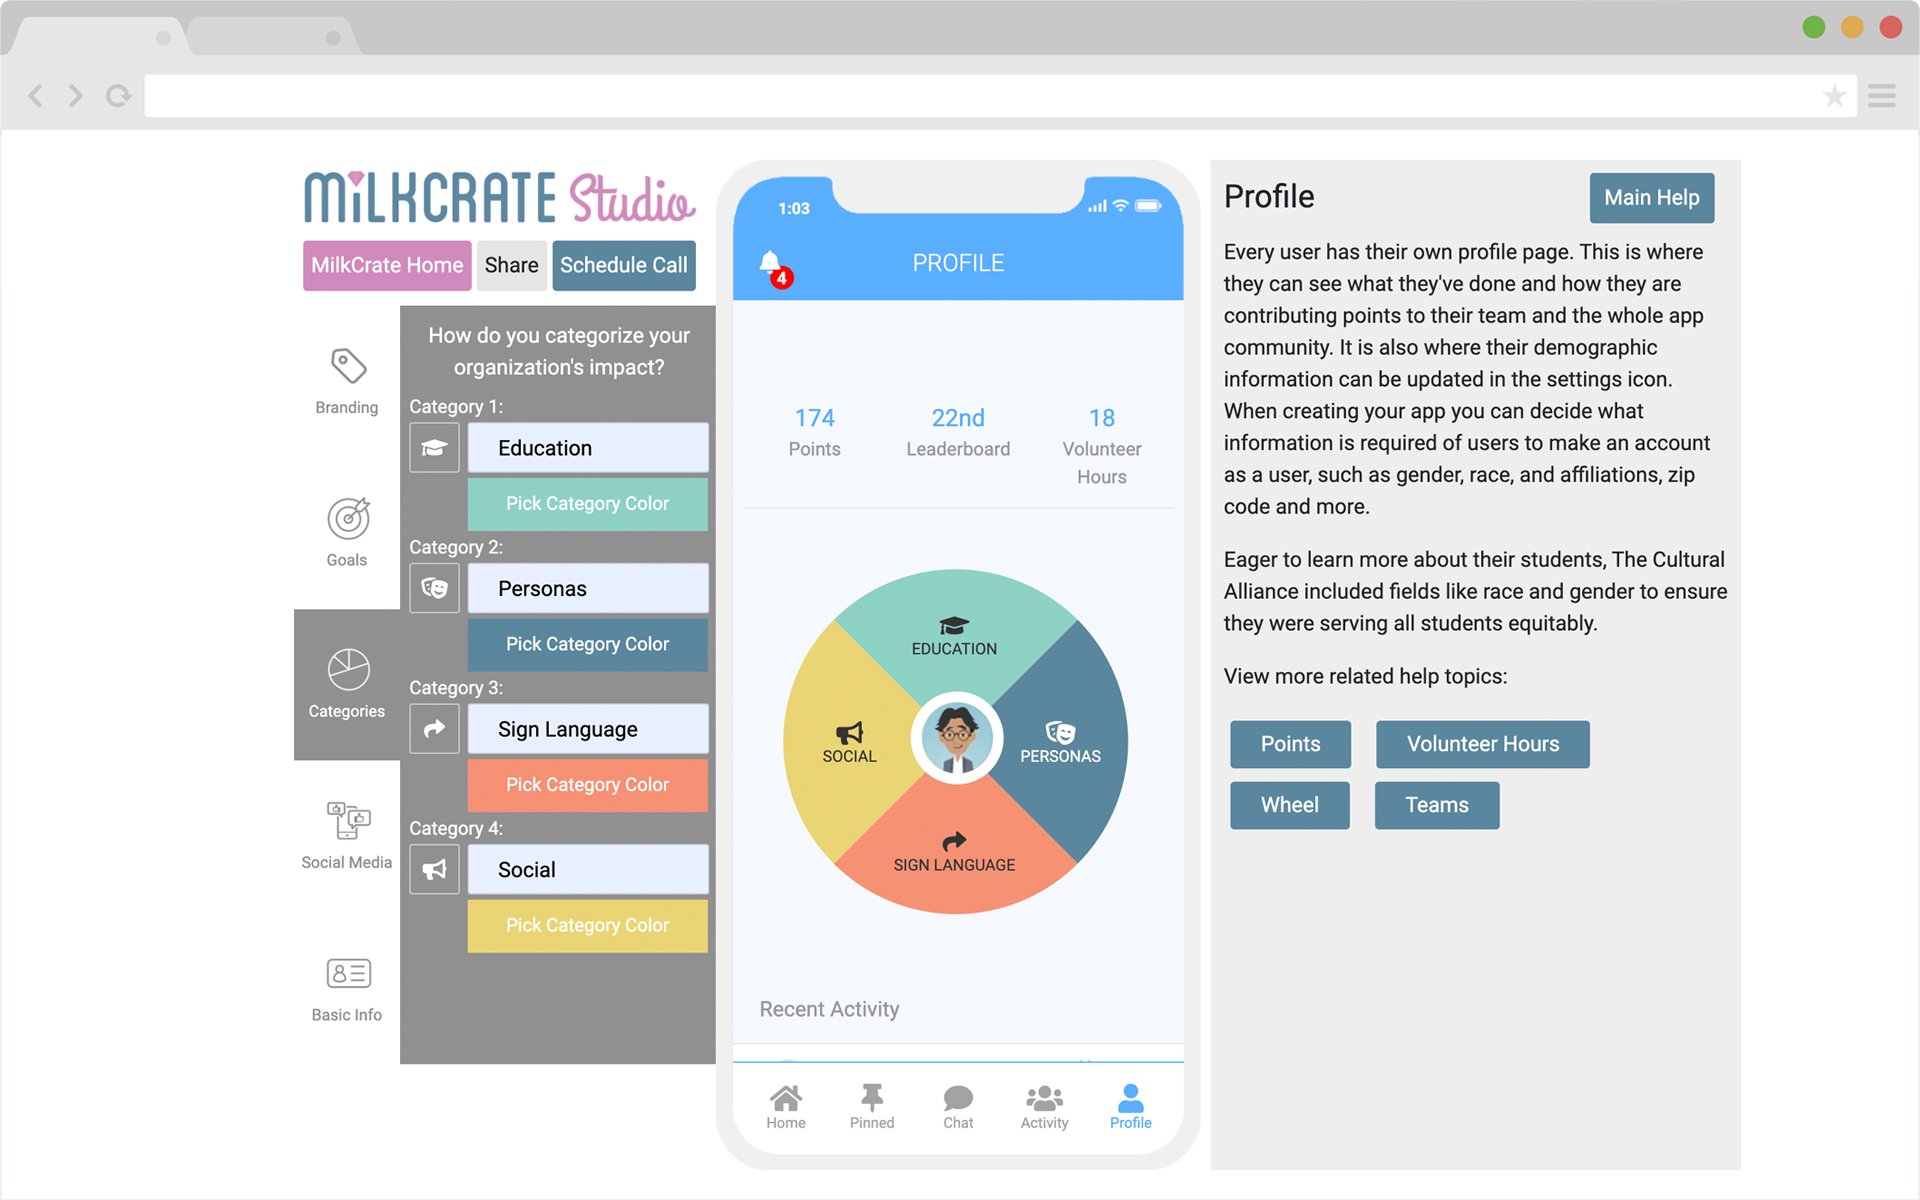 MiLKCRATE Studio
MilkCrate Home
Share
Schedule Call
Branding
Goals
Categories
Social Media
Basic Info
How do you categorize your
organization's impact?
Category 1:
Education
Pick Category Color
Category 2:
Personas
Pick Category Color
Category 3:
Sign Language
Pick Category Color
Category 4:
Social
Pick Category Color
1:03
4
PROFILE
174
Points
22nd
Leaderboard
18
Volunteer
Hours
EDUCATION
SOCIAL
PERSONAS
SIGN LANGUAGE
Recent Activity
Home
Pinned
Chat
Activity
Profile
Profile
Main Help
Every user has their own profile page. This is where
they can see what they've done and how they are
contributing points to their team and the whole app
community. It is also where their demographic
information can be updated in the settings icon.
When creating your app you can decide what
information is required of users to make an account
as a user, such as gender, race, and affiliations, zip
code and more.
Eager to learn more about their students, The Cultural
Alliance included fields like race and gender to ensure
they were serving all students equitably.
View more related help topics:
Points
Volunteer Hours
Wheel
Teams